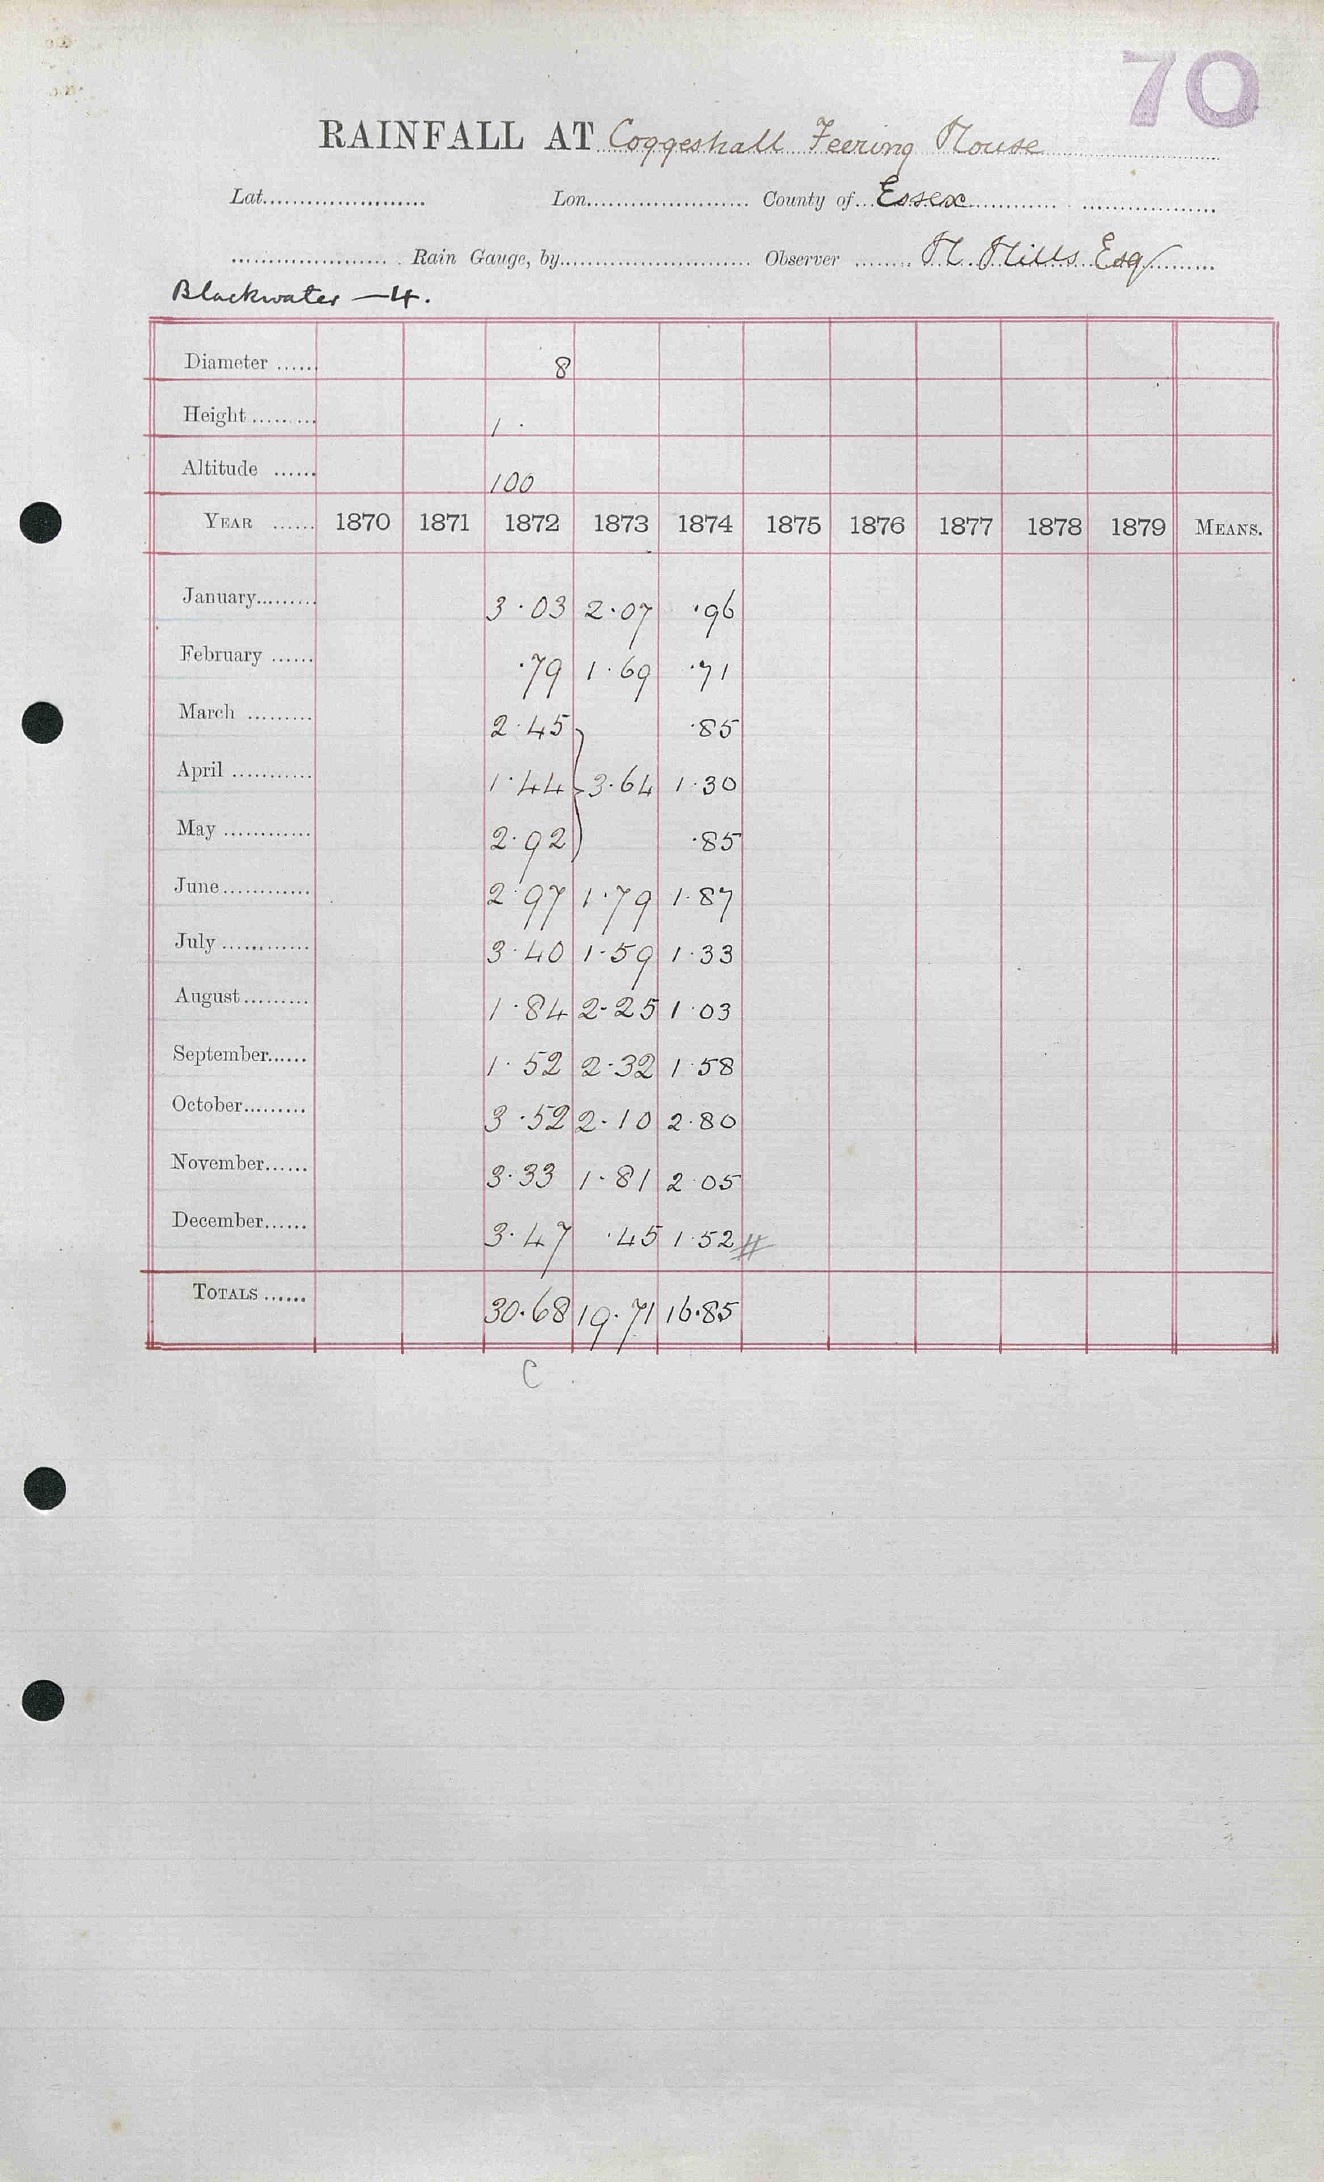 70
RAINFALL AT Coggeshall Feering House
Lat. Lon. County of Essex
Rain Gauge, by Observer H. Hills Esq
Blackwater — 4.
Diameter 8
Height 1 .
Altitude 100
YEAR 1870 1871 1872 1873 1874 1875 1876 1877 1878 1879 MEANS.
January 3.03 2.07 .96
February .79 1.69 .71
March 2.45 .85
April 1.44 3.64 1.30
May 2.92 .85
June 2.97 1.79 1.87
July 3.40 1.59 1.33
August 1.84 2.25 1.03
September 1.52 2.32 1.58
October 3.52 2.10 2.80
November 3.33 1.81 2.05
December 3.47 .45 1.52 #
TOTALS 30.68 19.71 16.85
C